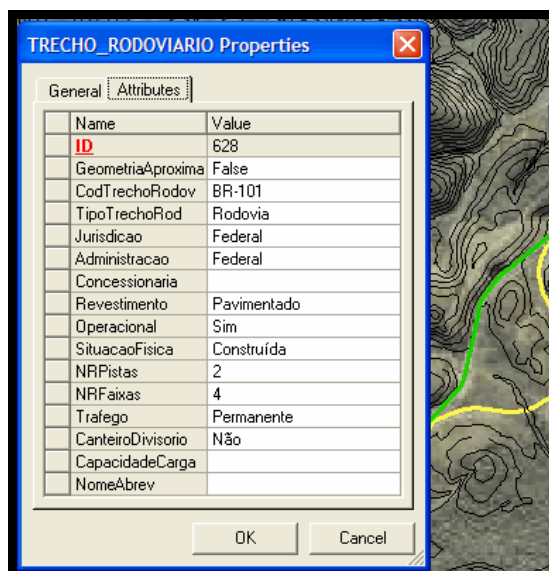 TRECHO_RODOVIARIO Properties
General Attributes
Name Value
ID 628
GeometriaAproxima False
CodTrechoRodov BR-101
TipoTrechoRod Rodovia
Jurisdicao Federal
Administracao Federal
Concessionaria
Revestimento Pavimentado
Operacional Sim
SituacaoFisica Construída
NRPistas 2
NRFaixas 4
Trafego Permanente
CanteiroDivisorio Não
CapacidadeCarga
NomeAbrev
OK Cancel